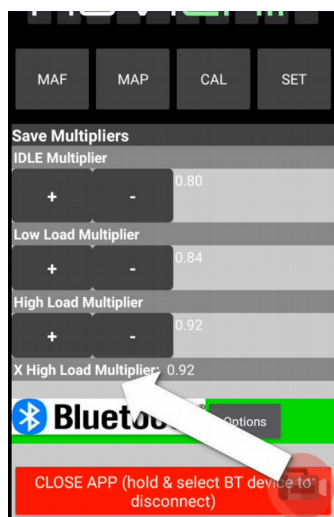 MAF MAP CAL SET
Save Multipliers
IDLE Multiplier
+ - 0.80
Low Load Multiplier
+ - 0.84
High Load Multiplier
+ - 0.92
X High Load Multiplier: 0.92
Options
CLOSE APP (hold & select BT device to disconnect)